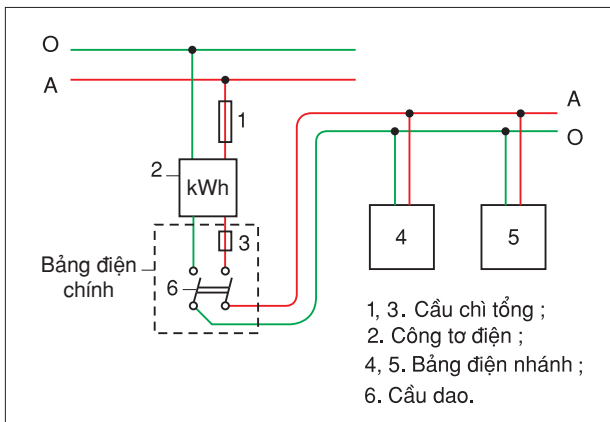 O
A
1
2
kWh
3
Bảng điện
chính
6
A
O
4
5
1, 3. Cầu chì tổng ;
2. Công tơ điện ;
4, 5. Bảng điện nhánh ;
6. Cầu dao.